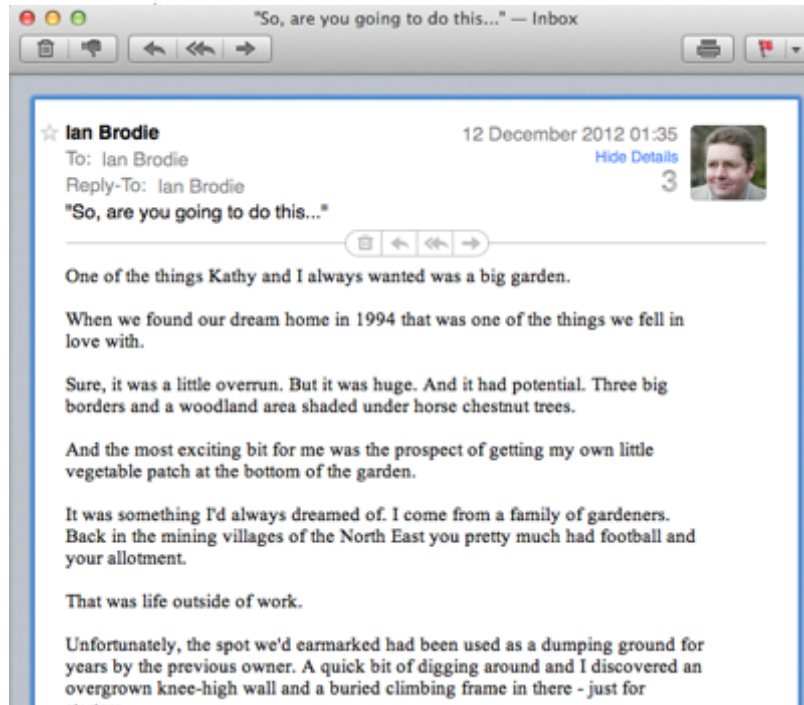 "So, are you going to do this..." — Inbox
Ian Brodie
12 December 2012 01:35
To: Ian Brodie
Hide Details
Reply-To: Ian Brodie
3
"So, are you going to do this..."
One of the things Kathy and I always wanted was a big garden.
When we found our dream home in 1994 that was one of the things we fell in
love with.
Sure, it was a little overrun. But it was huge. And it had potential. Three big
borders and a woodland area shaded under horse chestnut trees.
And the most exciting bit for me was the prospect of getting my own little
vegetable patch at the bottom of the garden.
It was something I'd always dreamed of. I come from a family of gardeners.
Back in the mining villages of the North East you pretty much had football and
your allotment.
That was life outside of work.
Unfortunately, the spot we'd earmarked had been used as a dumping ground for
years by the previous owner. A quick bit of digging around and I discovered an
overgrown knee-high wall and a buried climbing frame in there - just for